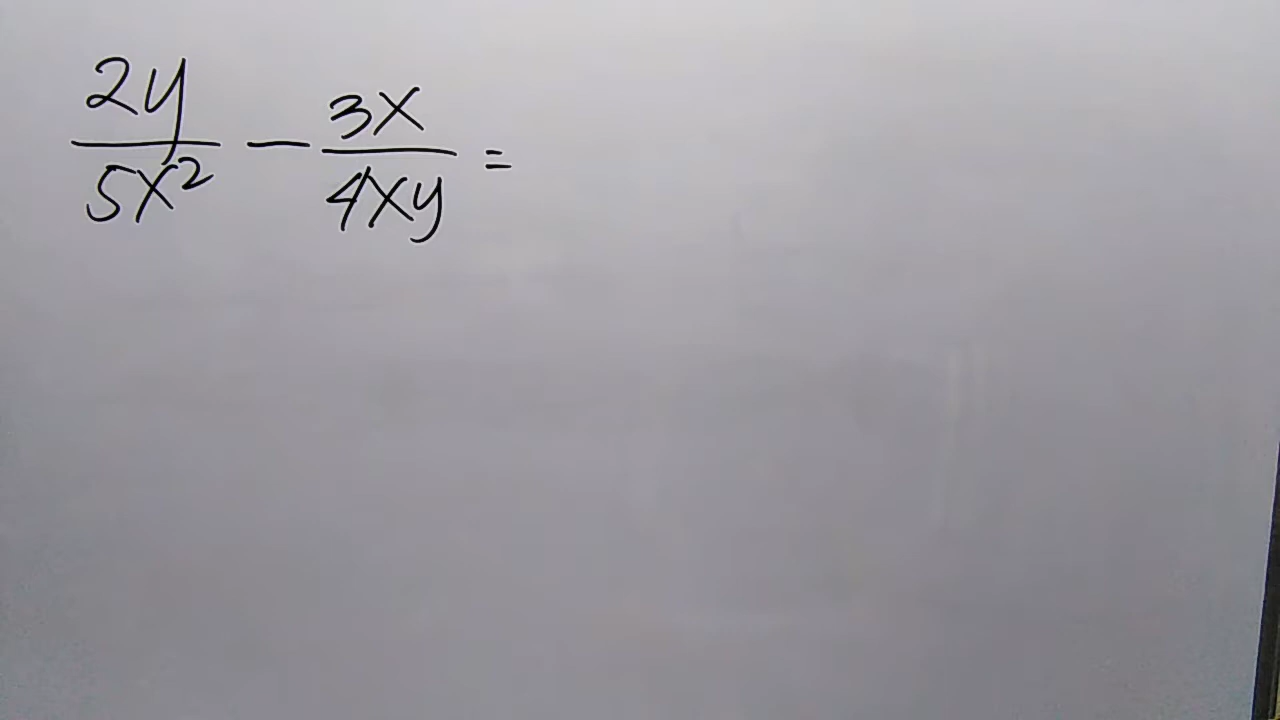 2y/5x² - 3x/4xy =